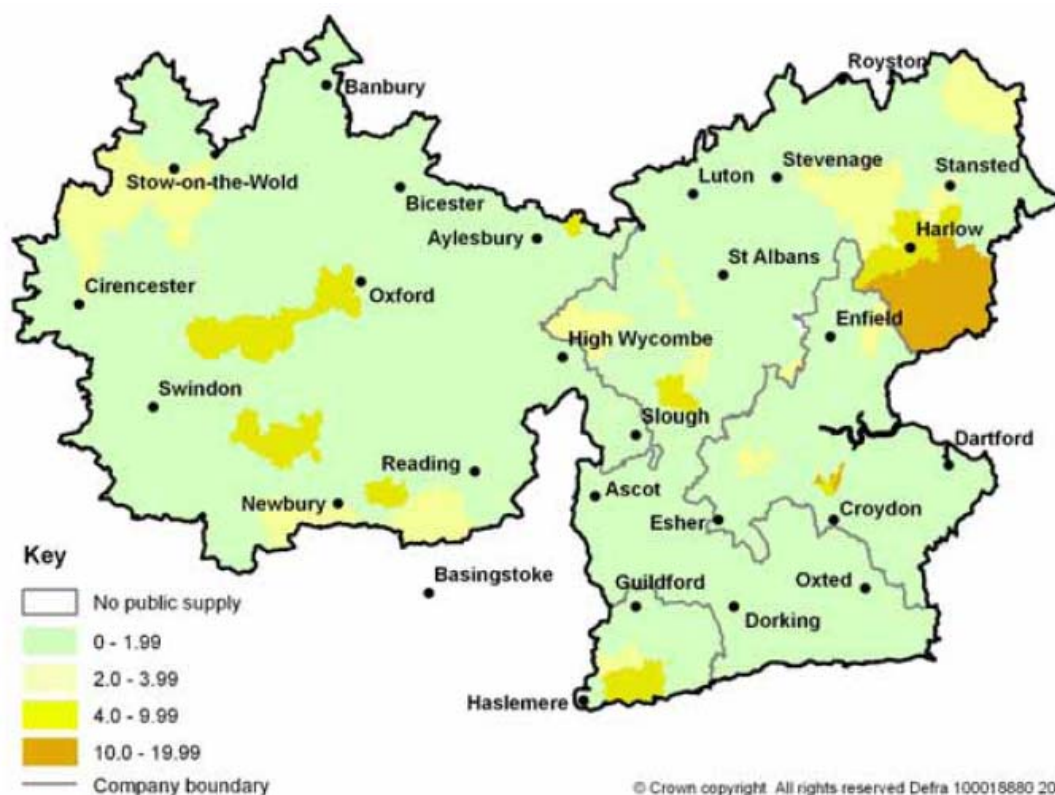 Royston
Banbury
Stevenage
Stansted
Stow-on-the-Wold
Luton
Bicester
Harlow
Aylesbury
St Albans
Cirencester
Oxford
Enfield
High Wycombe
Swindon
Slough
Dartford
Reading
Ascot
Newbury
Esher
Croydon
Key
Basingstoke
Guildford
Oxted
No public supply
Dorking
0 - 1.99
2.0 - 3.99
Haslemere
4.0 - 9.99
10.0 - 19.99
Company boundary
© Crown copyright All rights reserved Defra 100018880 20